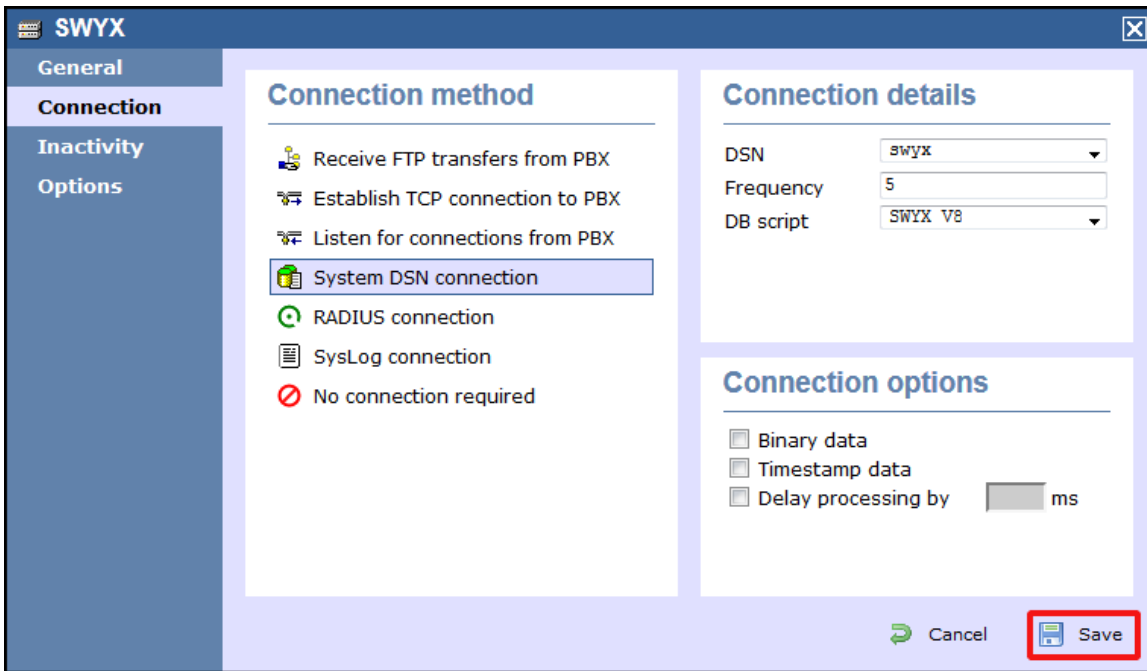 SWYX
General
Connection
Inactivity
Options
Connection method
Receive FTP transfers from PBX
Establish TCP connection to PBX
Listen for connections from PBX
System DSN connection
RADIUS connection
SysLog connection
No connection required
Connection details
DSN swyx
Frequency 5
DB script SWYX V8
Connection options
Binary data
Timestamp data
Delay processing by ms
Cancel Save